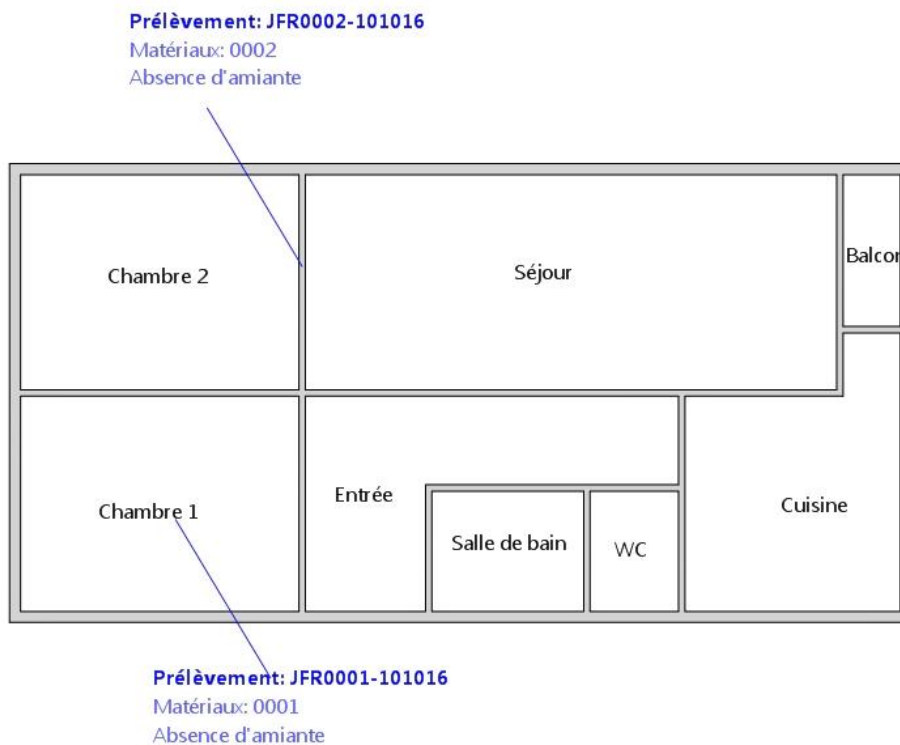 Prélèvement: JFR0002-101016
Matériaux: 0002
Absence d'amiante
Chambre 2
Séjour
Balcon
Chambre 1
Entrée
Salle de bain
WC
Cuisine
Prélèvement: JFR0001-101016
Matériaux: 0001
Absence d'amiante